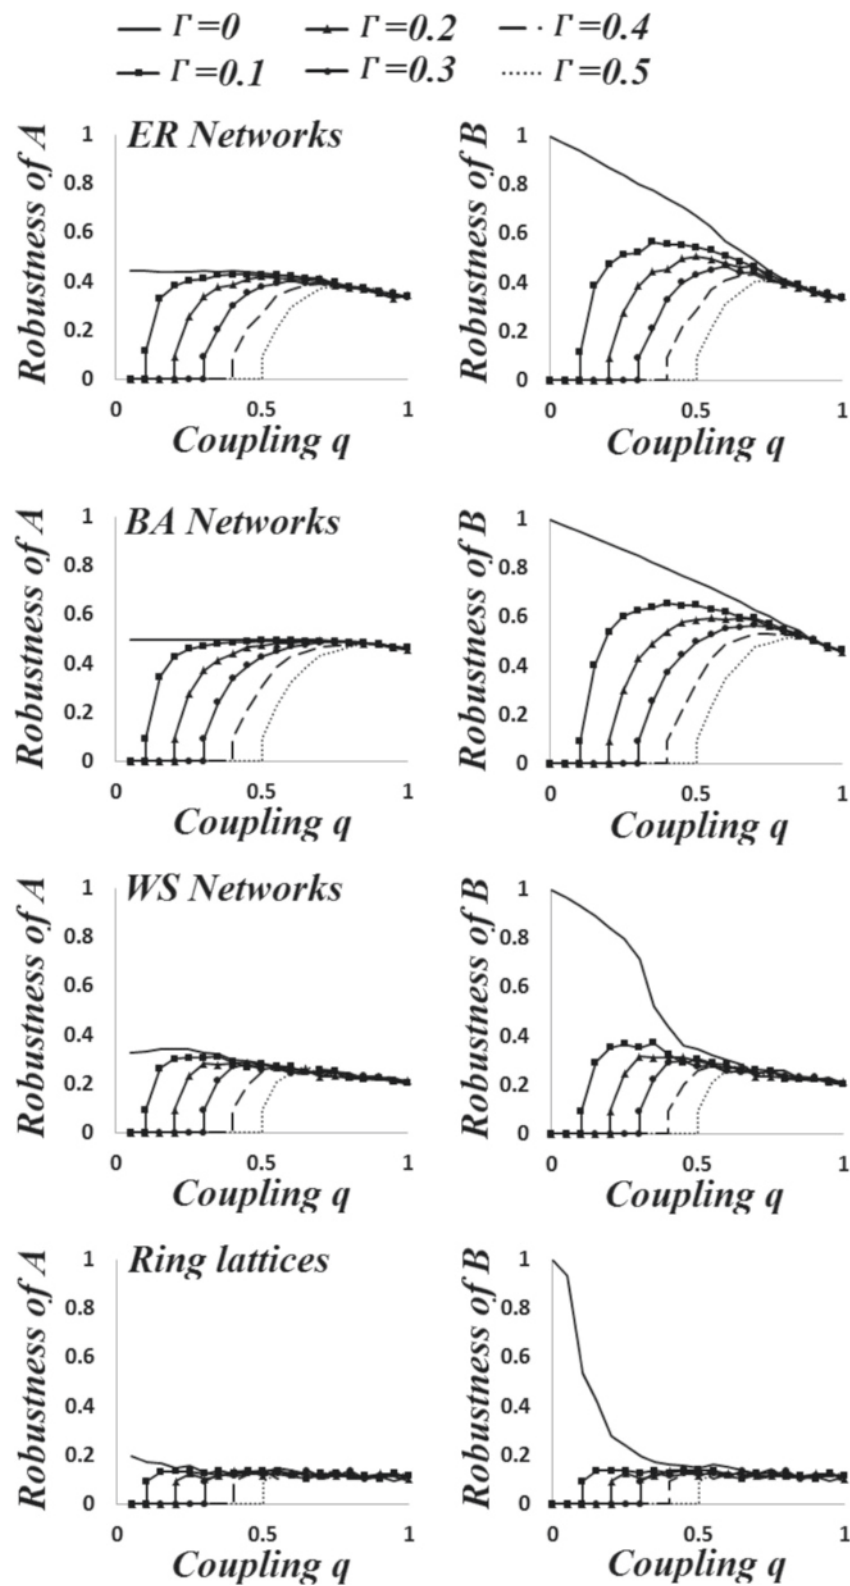 Γ=0 Γ=0.2 Γ=0.4
Γ=0.1 Γ=0.3 Γ=0.5
Robustness of A
ER Networks
1
0.8
0.6
0.4
0.2
0
0 0.5 1
Coupling q
Robustness of B
1
0.8
0.6
0.4
0.2
0
0 0.5 1
Coupling q
Robustness of A
BA Networks
1
0.8
0.6
0.4
0.2
0
0 0.5 1
Coupling q
Robustness of B
1
0.8
0.6
0.4
0.2
0
0 0.5 1
Coupling q
Robustness of A
WS Networks
1
0.8
0.6
0.4
0.2
0
0 0.5 1
Coupling q
Robustness of B
1
0.8
0.6
0.4
0.2
0
0 0.5 1
Coupling q
Robustness of A
Ring lattices
1
0.8
0.6
0.4
0.2
0
0 0.5 1
Coupling q
Robustness of B
1
0.8
0.6
0.4
0.2
0
0 0.5 1
Coupling q